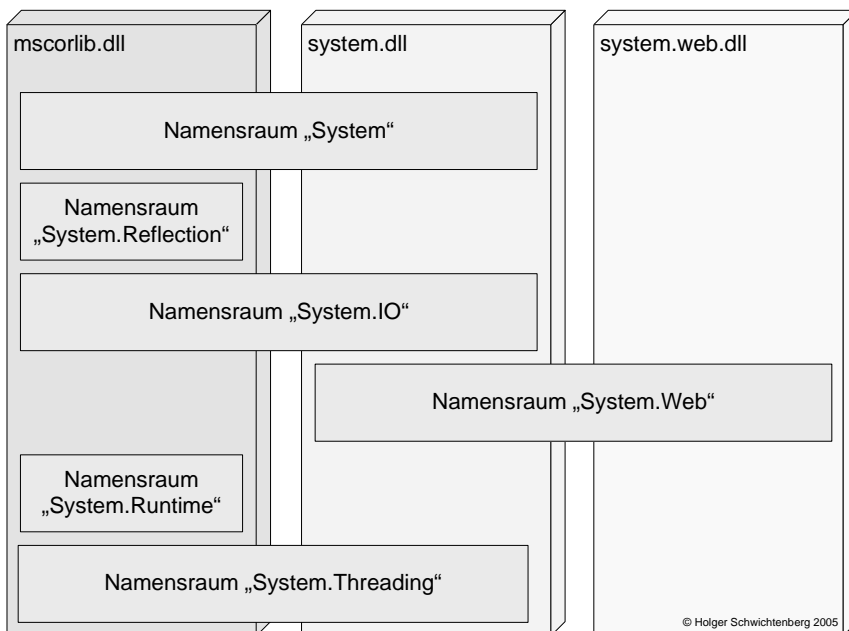 mscorlib.dll
system.dll
system.web.dll
Namensraum „System“
Namensraum
„System.Reflection“
Namensraum „System.IO“
Namensraum „System.Web“
Namensraum
„System.Runtime“
Namensraum „System.Threading“
© Holger Schwichtenberg 2005